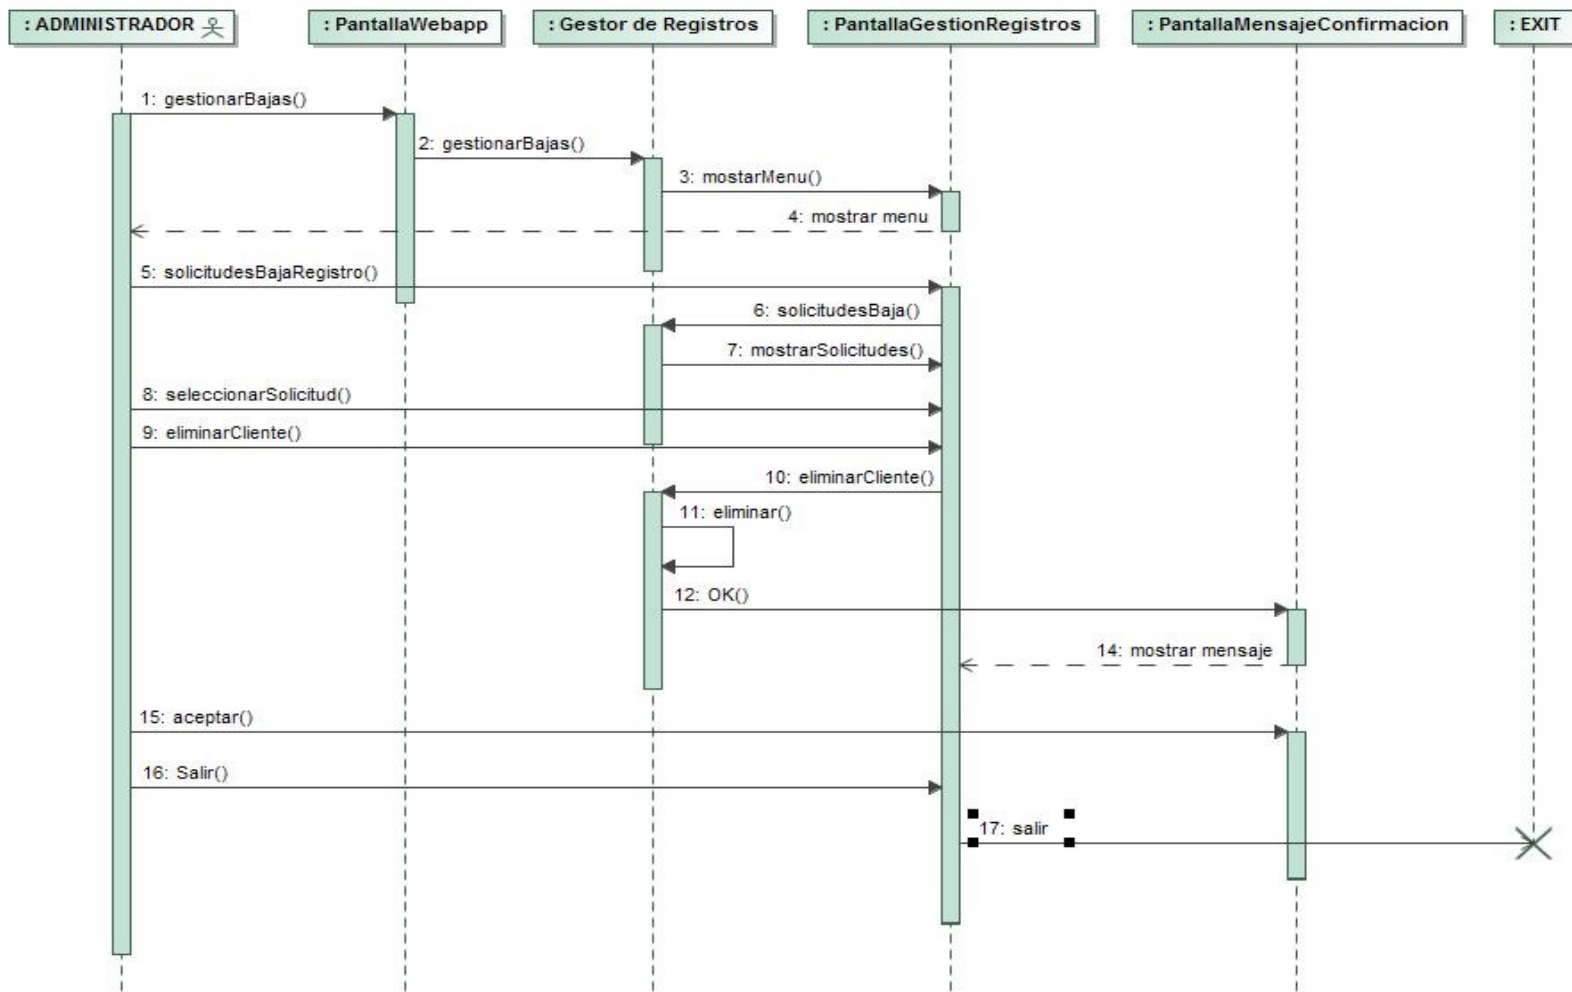 : ADMINISTRADOR
: PantallaWebapp
: Gestor de Registros
: PantallaGestionRegistros
: PantallaMensajeConfirmacion
: EXIT
1: gestionarBajas()
2: gestionarBajas()
3: mostarMenu()
4: mostrar menu
5: solicitudesBajaRegistro()
6: solicitudesBaja()
7: mostrarSolicitudes()
8: seleccionarSolicitud()
9: eliminarCliente()
10: eliminarCliente()
11: eliminar()
12: OK()
14: mostrar mensaje
15: aceptar()
16: Salir()
17: salir